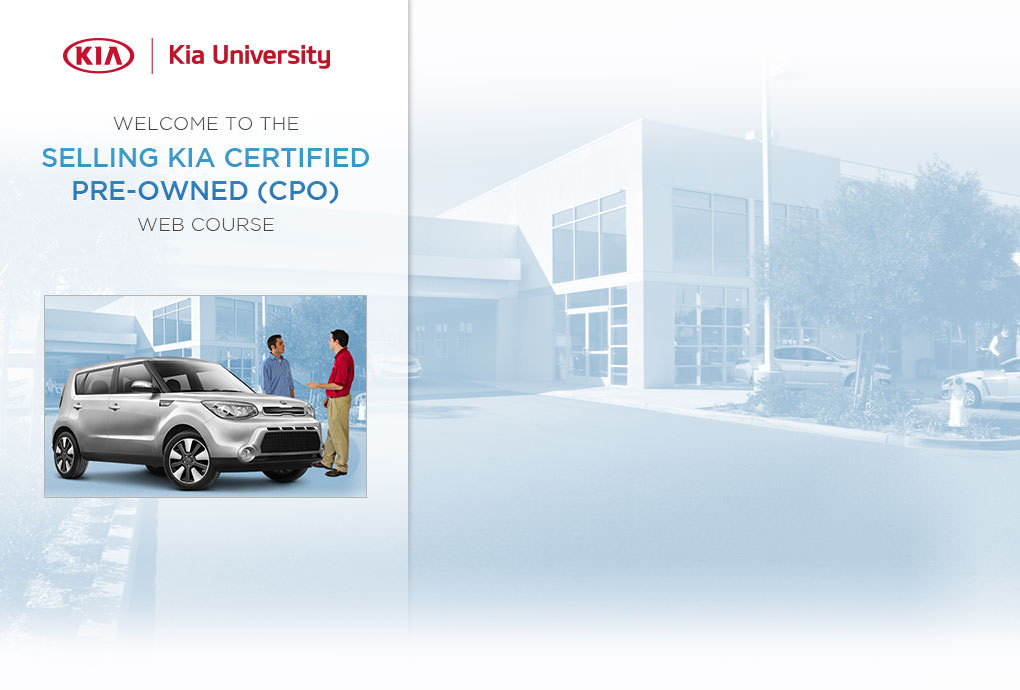 KIA | Kia University
WELCOME TO THE
SELLING KIA CERTIFIED
PRE-OWNED (CPO)
WEB COURSE